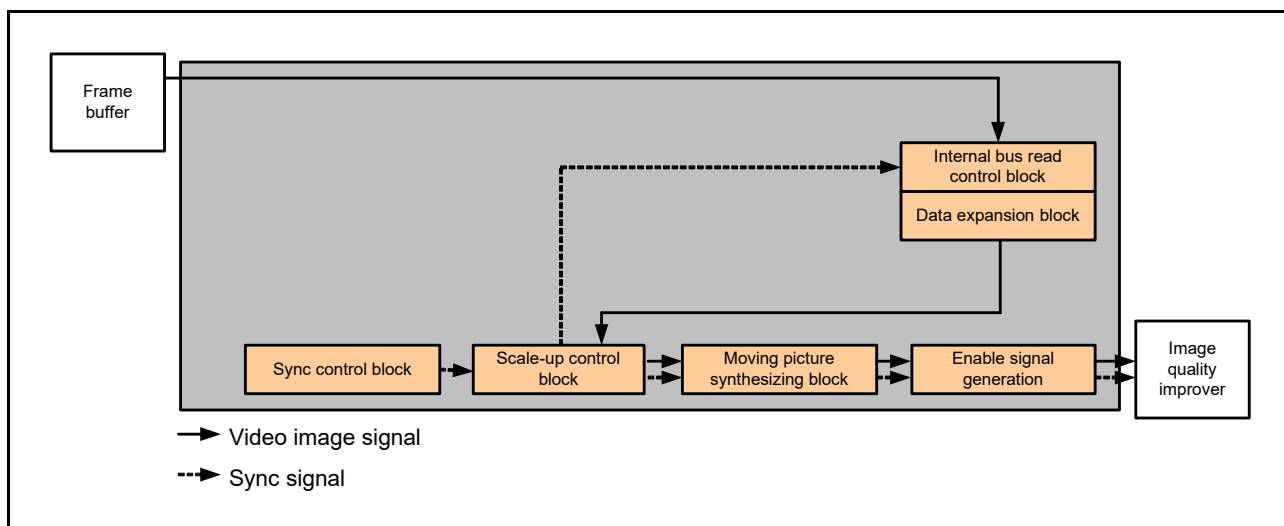 Frame
buffer
Internal bus read
control block
Data expansion block
Sync control block
Scale-up control
block
Moving picture
synthesizing block
Enable signal
generation
Image
quality
improver
Video image signal
Sync signal